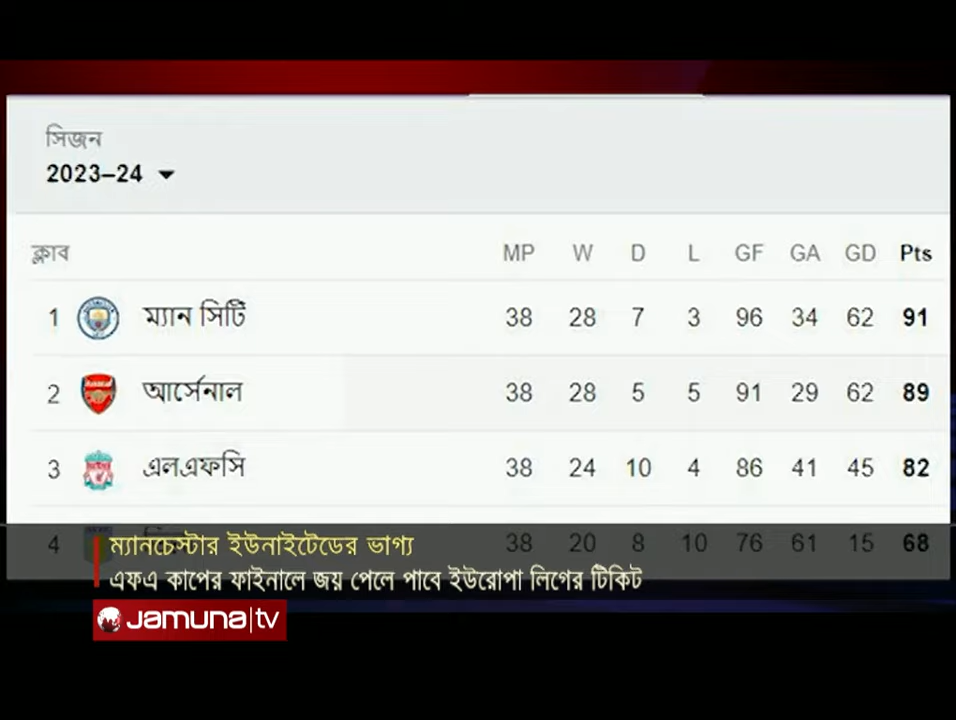 সিজন
2023–24
ক্লাব MP W D L GF GA GD Pts
1 ম্যান সিটি 38 28 7 3 96 34 62 91
2 আর্সেনাল 38 28 5 5 91 29 62 89
3 এলএফসি 38 24 10 4 86 41 45 82
4 38 20 8 10 76 61 15 68
ম্যানচেস্টার ইউনাইটেডের ভাগ্য
এফএ কাপের ফাইনালে জয় পেলে পাবে ইউরোপা লিগের টিকিট
Jamuna|tv